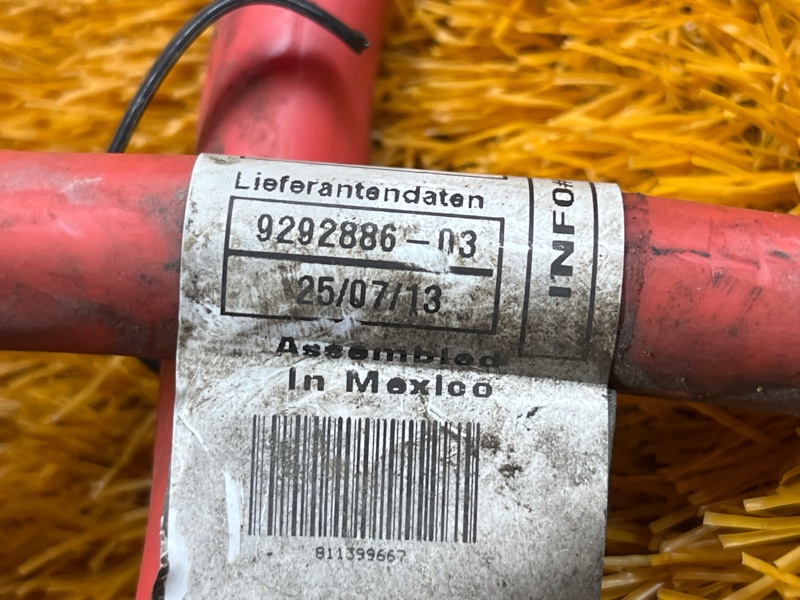 Lieferantendaten
9292886-03
25/07/13
INFO#
Assembled
In Mexico
811399667